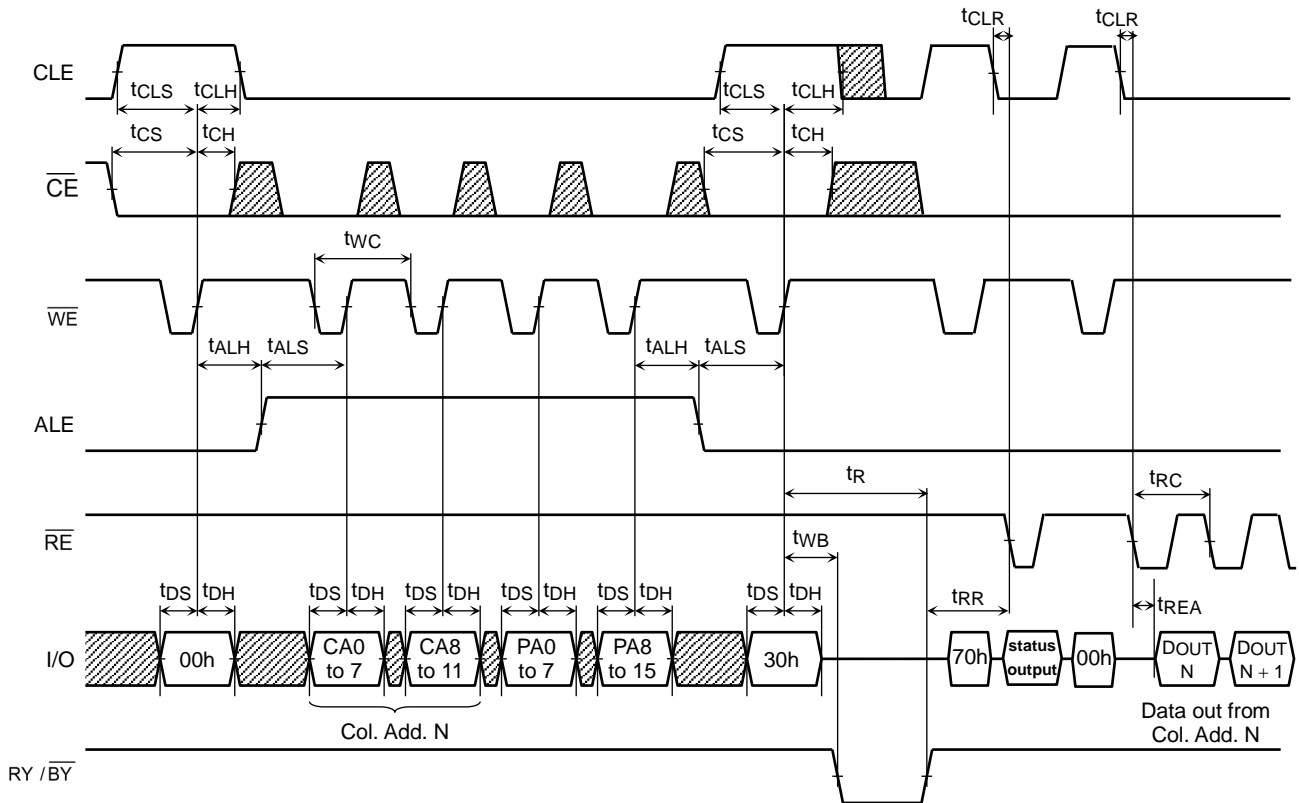 tCLR
tCLR
CLE
tCLS
tCLH
tCLS
tCLH
tCS
tCH
tCS
tCH
CE
tWC
WE
tALH
tALS
tALH
tALS
ALE
tR
tRC
RE
tWB
tDS
tDH
tDS
tDH
tDS
tDH
tDS
tDH
tDS
tDH
tDS
tDH
tRR
tREA
I/O
00h
CA0
to 7
CA8
to 11
PA0
to 7
PA8
to 15
30h
70h
status
output
00h
DOUT
N
DOUT
N + 1
Col. Add. N
Data out from
Col. Add. N
RY / BY